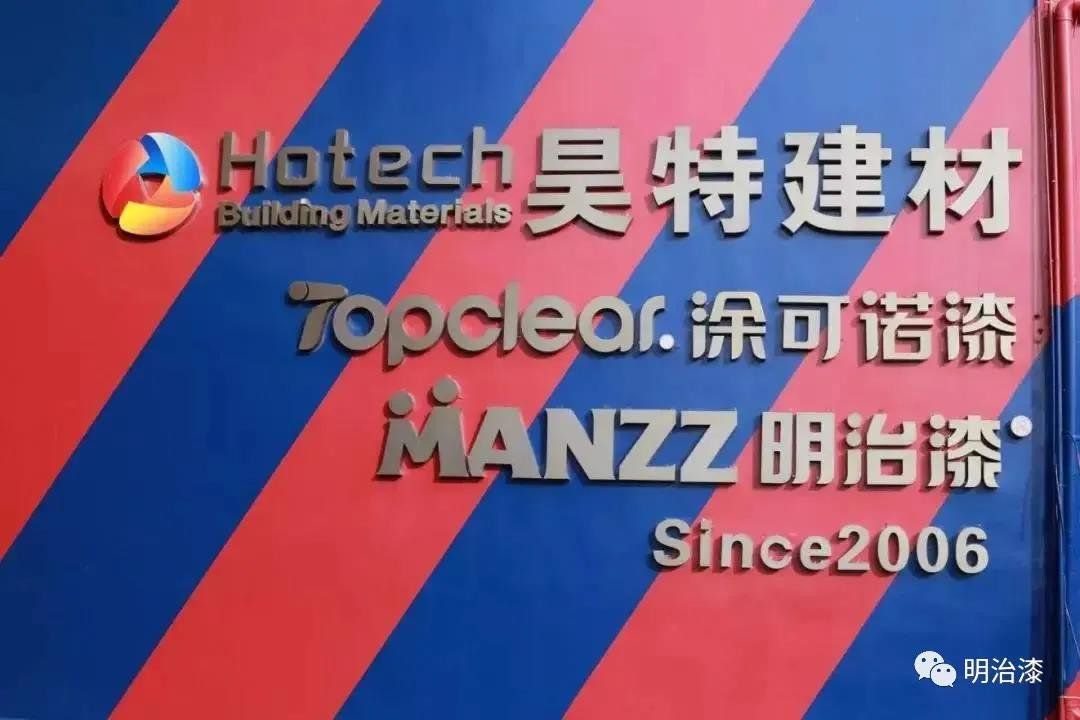 Hotech 昊特建材
Building Materials
Topclear. 涂可诺漆
MANZZ 明治漆
Since2006
明治漆